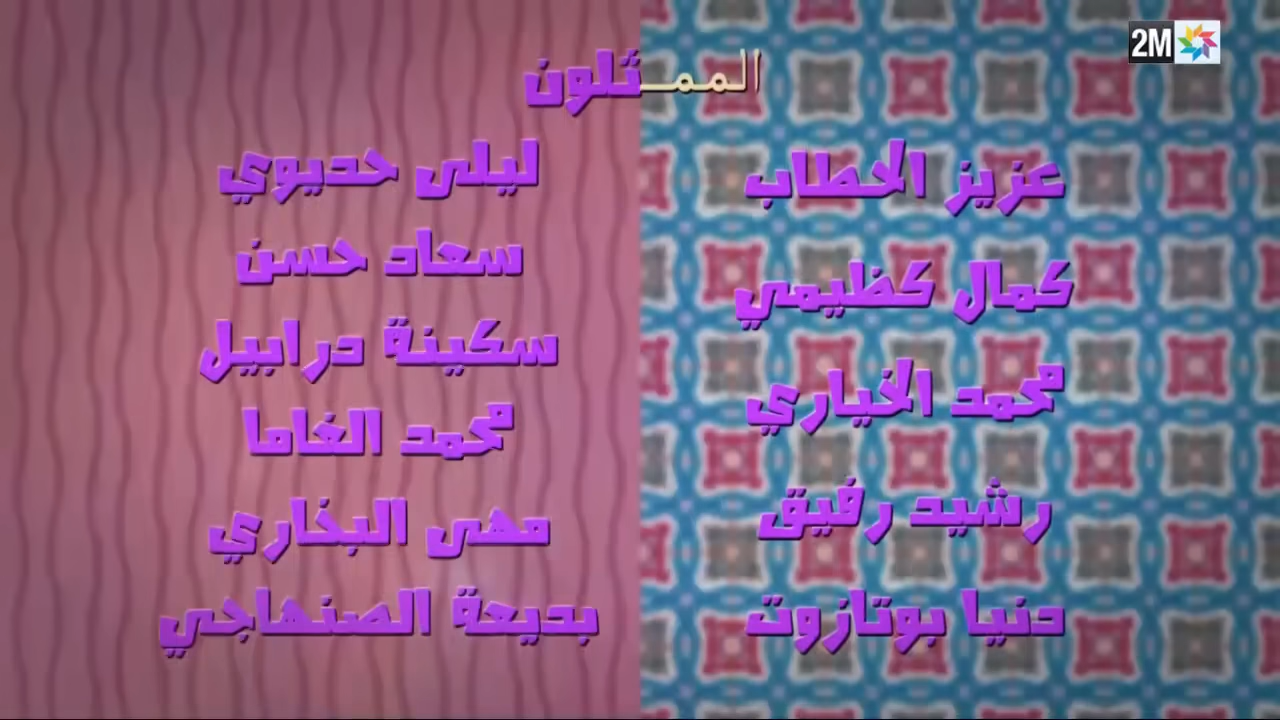 2M
الممثلون
عزيز الحطاب
كمال كظيمي
محمد الخياري
رشيد رفيق
دنيا بوتازوت
ليلى حديوي
سعاد حسن
سكينة درابيل
محمد الغاما
مهى البخاري
بديعة الصنهاجي